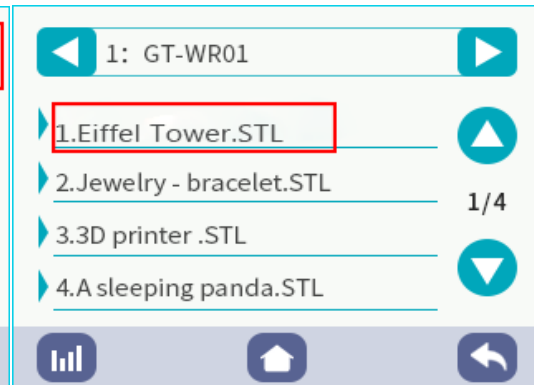 1: GT-WR01
1.Eiffel Tower.STL
2.Jewelry - bracelet.STL
1/4
3.3D printer .STL
4.A sleeping panda.STL